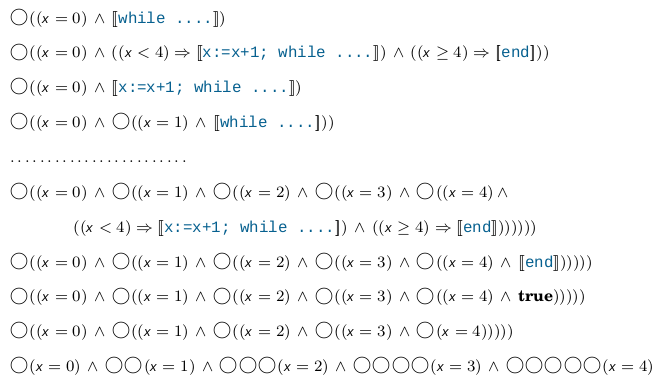 ◯((x = 0) ∧ ⟦while ....⟧)
◯((x = 0) ∧ ((x < 4) ⇒ ⟦x:=x+1; while ....⟧) ∧ ((x ≥ 4) ⇒ ⟦end⟧))
◯((x = 0) ∧ ⟦x:=x+1; while ....⟧)
◯((x = 0) ∧ ◯((x = 1) ∧ ⟦while ....⟧))
........................
◯((x = 0) ∧ ◯((x = 1) ∧ ◯((x = 2) ∧ ◯((x = 3) ∧ ◯((x = 4) ∧
((x < 4) ⇒ ⟦x:=x+1; while ....⟧) ∧ ((x ≥ 4) ⇒ ⟦end⟧))))))
◯((x = 0) ∧ ◯((x = 1) ∧ ◯((x = 2) ∧ ◯((x = 3) ∧ ◯((x = 4) ∧ ⟦end⟧)))))
◯((x = 0) ∧ ◯((x = 1) ∧ ◯((x = 2) ∧ ◯((x = 3) ∧ ◯((x = 4) ∧ true)))))
◯((x = 0) ∧ ◯((x = 1) ∧ ◯((x = 2) ∧ ◯((x = 3) ∧ ◯(x = 4)))))
◯(x = 0) ∧ ◯◯(x = 1) ∧ ◯◯◯(x = 2) ∧ ◯◯◯◯(x = 3) ∧ ◯◯◯◯◯(x = 4)